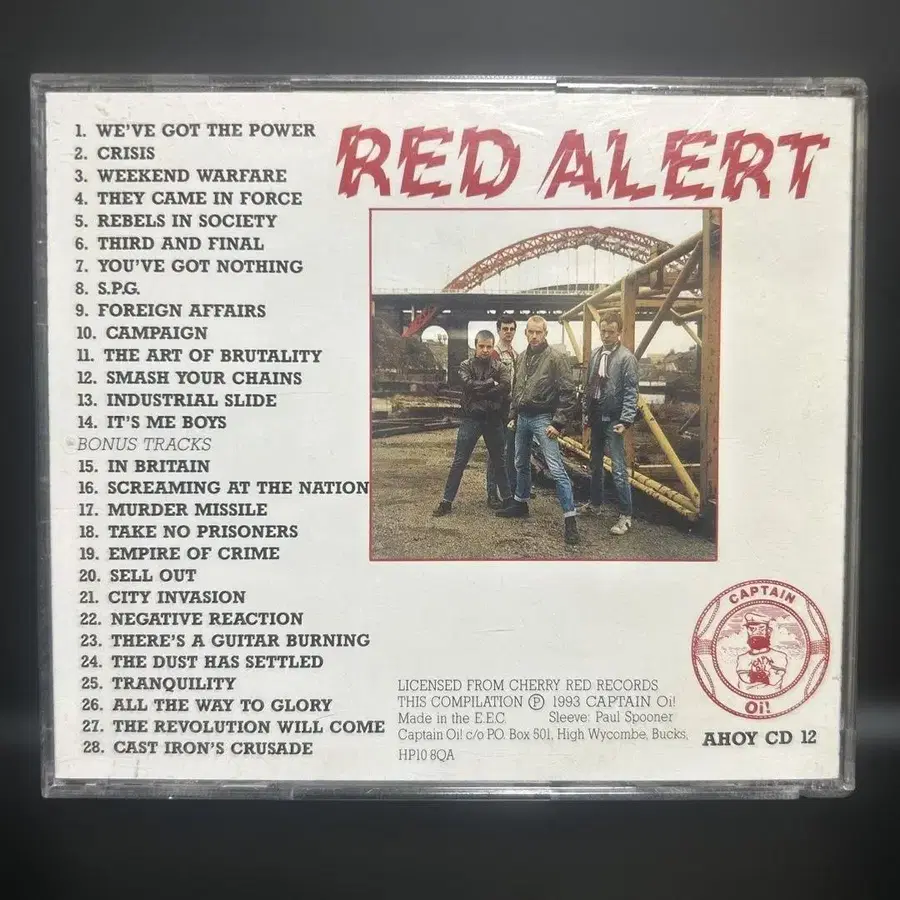 RED ALERT
1. WE'VE GOT THE POWER
2. CRISIS
3. WEEKEND WARFARE
4. THEY CAME IN FORCE
5. REBELS IN SOCIETY
6. THIRD AND FINAL
7. YOU'VE GOT NOTHING
8. S.P.G.
9. FOREIGN AFFAIRS
10. CAMPAIGN
11. THE ART OF BRUTALITY
12. SMASH YOUR CHAINS
13. INDUSTRIAL SLIDE
14. IT'S ME BOYS
BONUS TRACKS
15. IN BRITAIN
16. SCREAMING AT THE NATION
17. MURDER MISSILE
18. TAKE NO PRISONERS
19. EMPIRE OF CRIME
20. SELL OUT
21. CITY INVASION
22. NEGATIVE REACTION
23. THERE'S A GUITAR BURNING
24. THE DUST HAS SETTLED
25. TRANQUILITY
26. ALL THE WAY TO GLORY
27. THE REVOLUTION WILL COME
28. CAST IRON'S CRUSADE
LICENSED FROM CHERRY RED RECORDS
THIS COMPILATION Ⓟ 1993 CAPTAIN Oi!
Made in the E.E.C. Sleeve: Paul Spooner
Captain Oi! c/o P.O. Box 501, High Wycombe, Bucks,
HP10 8QA
CAPTAIN
Oi!
AHOY CD 12